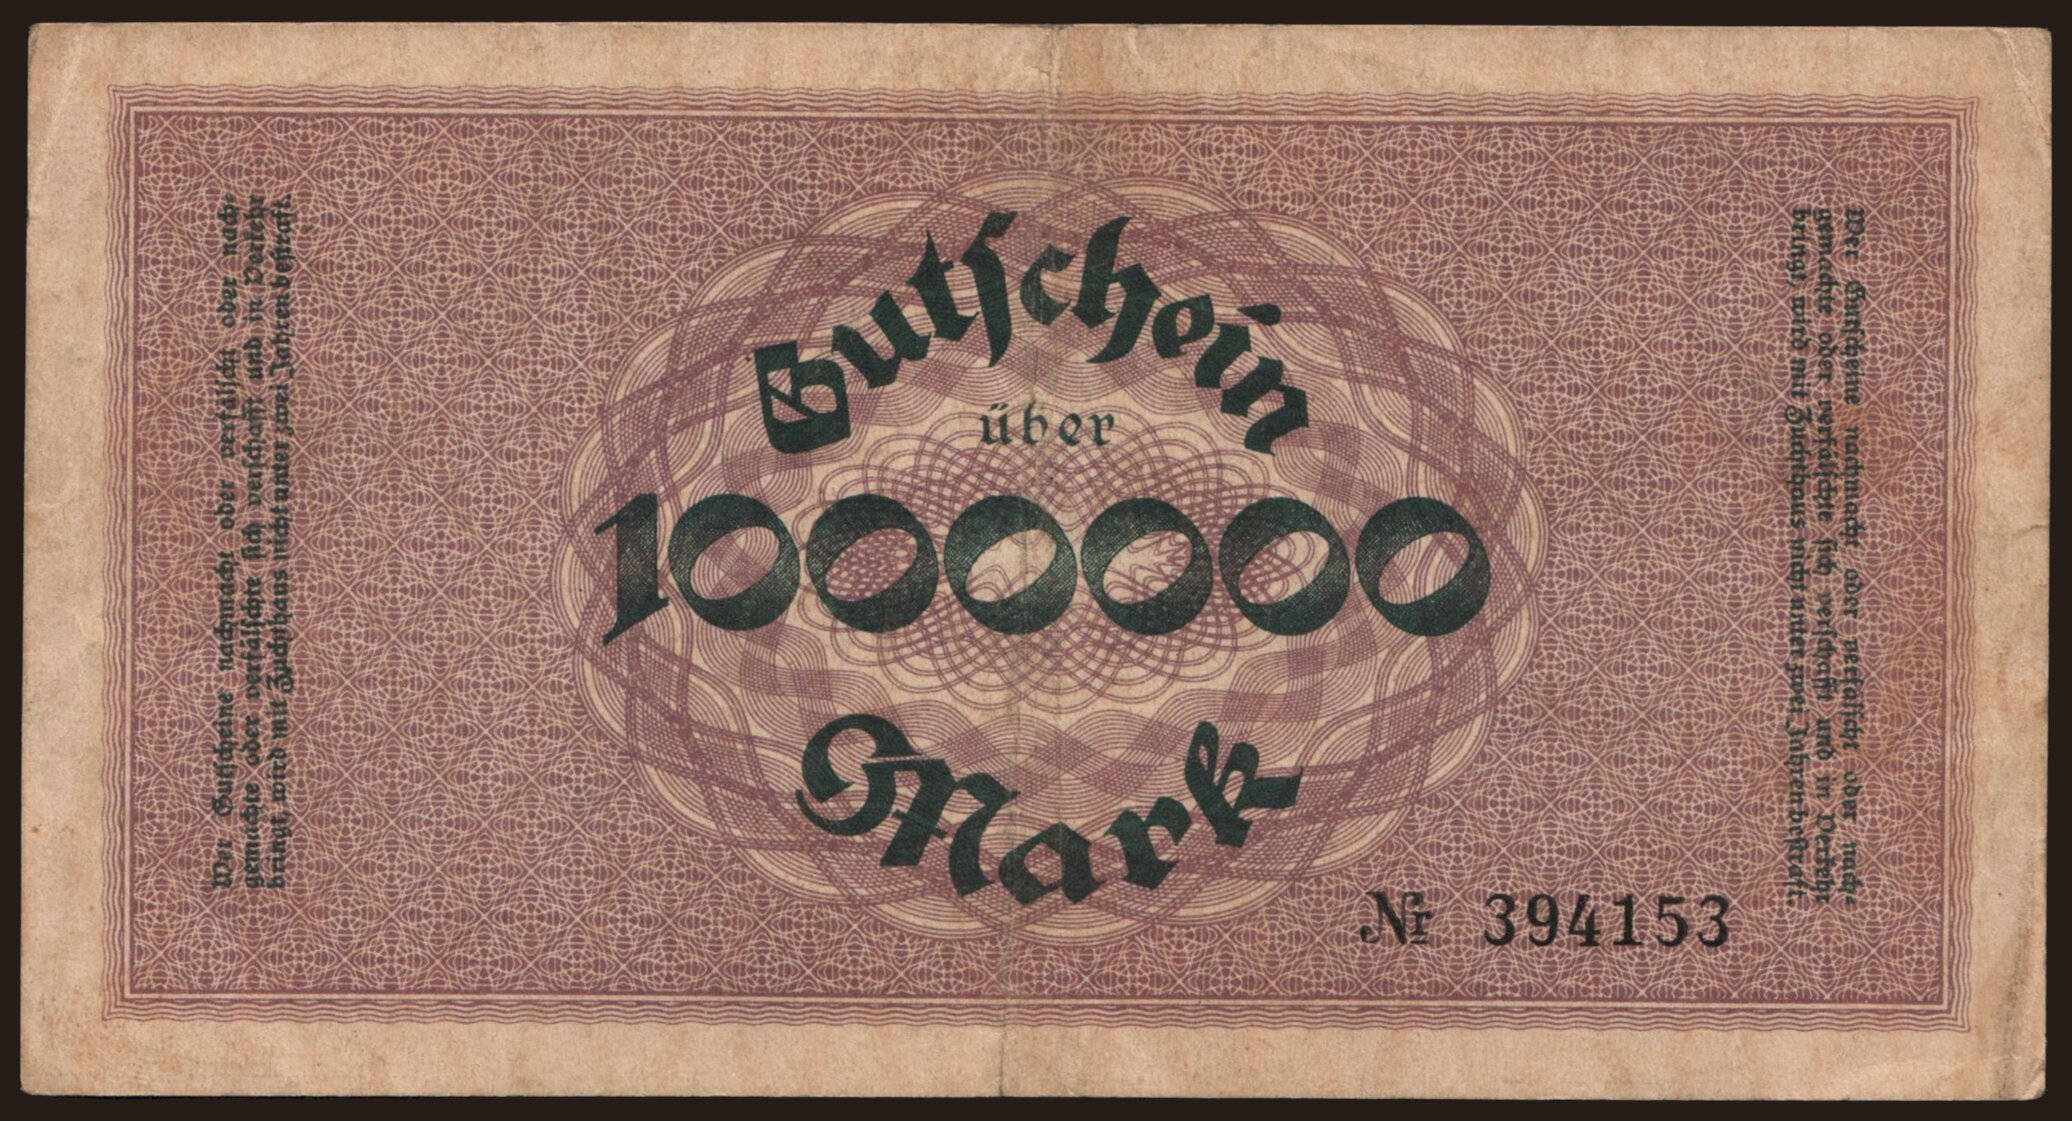 Gutschein
über
1000000
Mark
Nr 394153
Wer Gutscheine nachmacht oder verfälscht oder nach-
gemachte oder verfälschte sich verschafft und in Verkehr
bringt, wird mit Zuchthaus nicht unter zwei Jahren bestraft.
Wer Gutscheine nachmacht oder verfälscht oder nach-
gemachte oder verfälschte sich verschafft und in Verkehr
bringt, wird mit Zuchthaus nicht unter zwei Jahren bestraft.